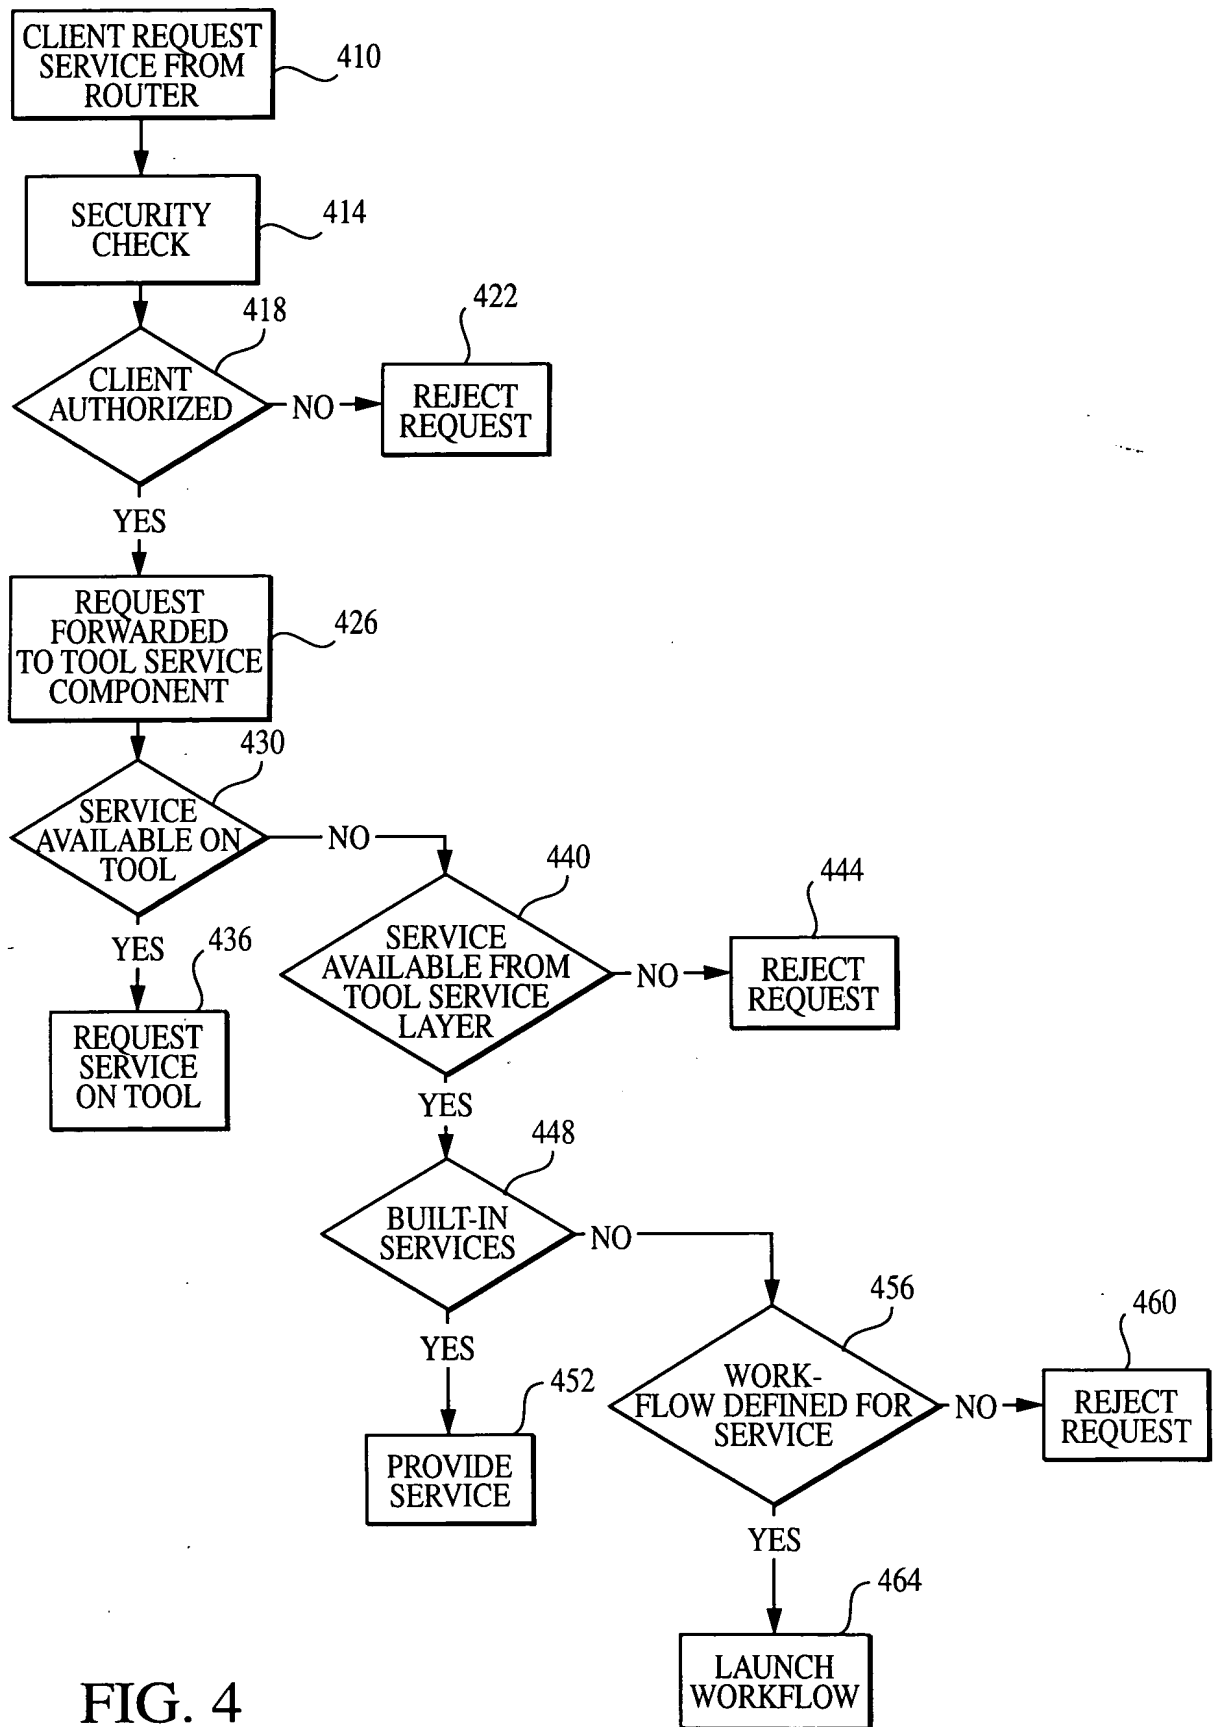 CLIENT REQUEST
SERVICE FROM
ROUTER
410
SECURITY
CHECK
414
418
CLIENT
AUTHORIZED
NO
422
REJECT
REQUEST
YES
REQUEST
FORWARDED
TO TOOL SERVICE
COMPONENT
426
430
SERVICE
AVAILABLE ON
TOOL
NO
YES
436
REQUEST
SERVICE
ON TOOL
440
SERVICE
AVAILABLE FROM
TOOL SERVICE
LAYER
NO
444
REJECT
REQUEST
YES
448
BUILT-IN
SERVICES
NO
YES
452
PROVIDE
SERVICE
456
WORK-
FLOW DEFINED FOR
SERVICE
NO
460
REJECT
REQUEST
YES
464
LAUNCH
WORKFLOW
FIG. 4